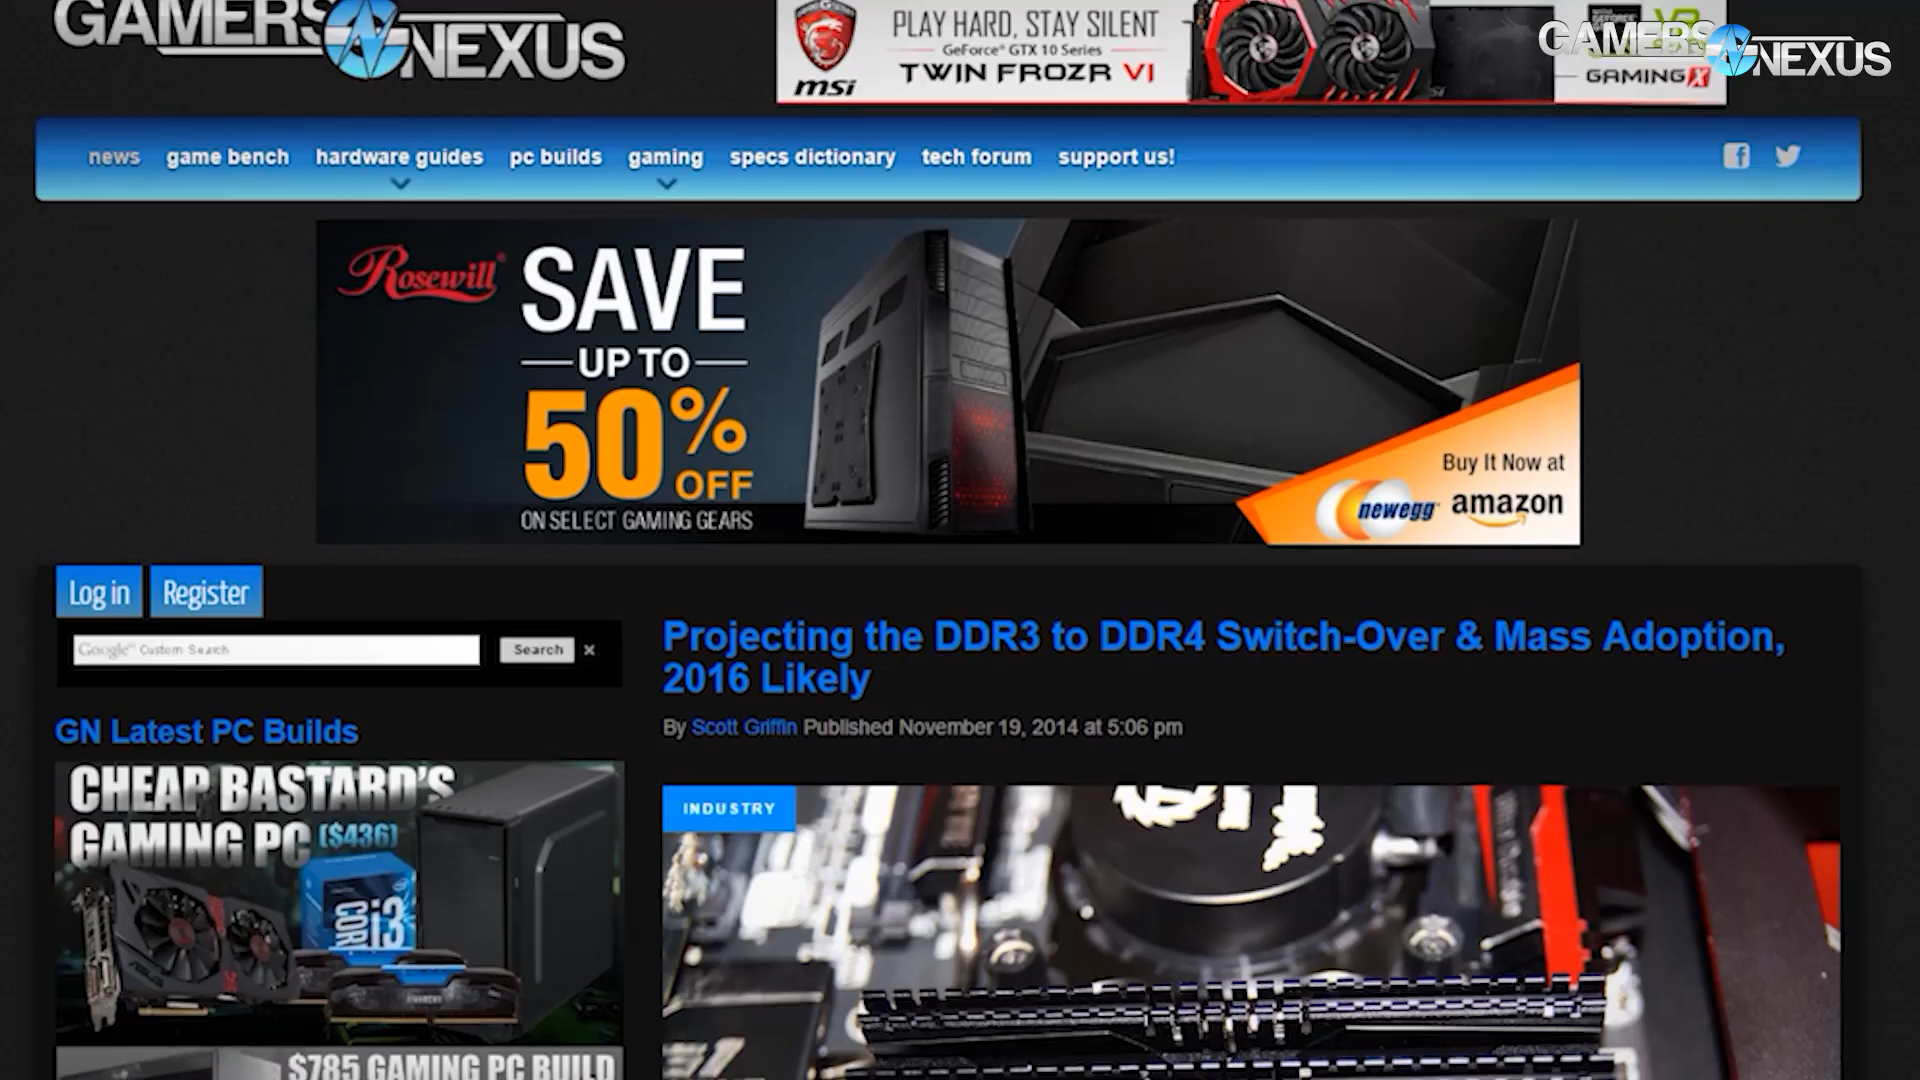 GAMERS NEXUS
PLAY HARD, STAY SILENT
GeForce® GTX 10 Series
TWIN FROZR VI
msi
GAMING X
GAMERS NEXUS
news game bench hardware guides pc builds gaming specs dictionary tech forum support us!
Rosewill®
SAVE
UP TO
50%
OFF
ON SELECT GAMING GEARS
Buy It Now at
newegg amazon
Log in Register
Google™ Custom Search Search ×
Projecting the DDR3 to DDR4 Switch-Over & Mass Adoption,
2016 Likely
By Scott Griffin Published November 19, 2014 at 5:06 pm
GN Latest PC Builds
CHEAP BASTARD'S
GAMING PC ($436)
CORE i3
INDUSTRY
$785 GAMING PC BUILD